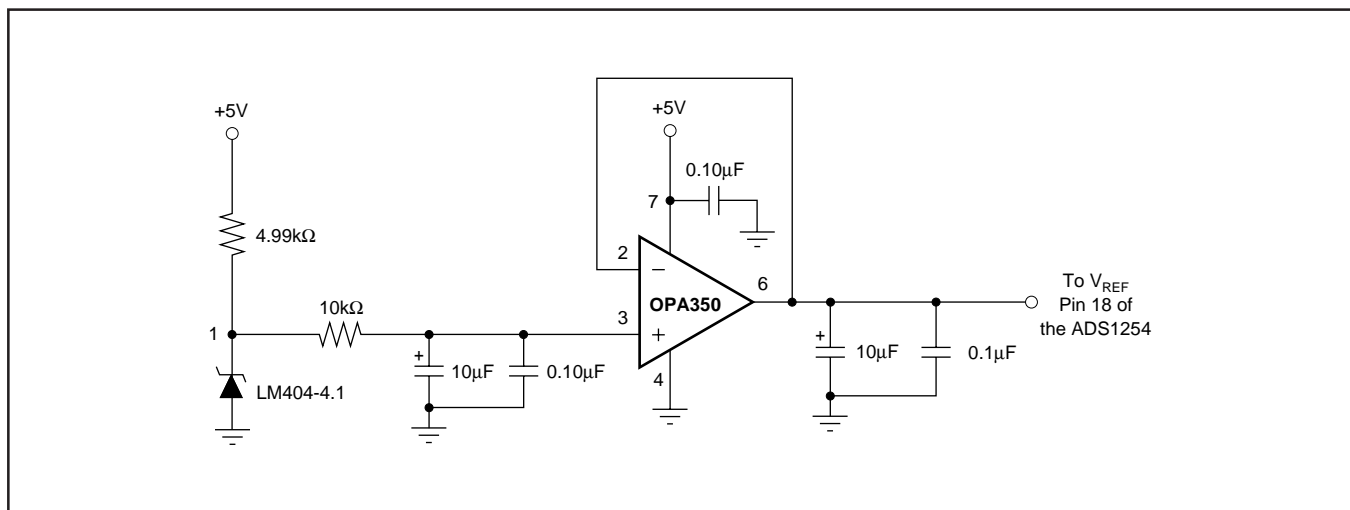 +5V
4.99kΩ
1
10kΩ
LM404-4.1
+
10µF
0.10µF
+5V
7
0.10µF
2
−
OPA350
3
+
4
6
+
10µF
0.1µF
To VREF
Pin 18 of
the ADS1254